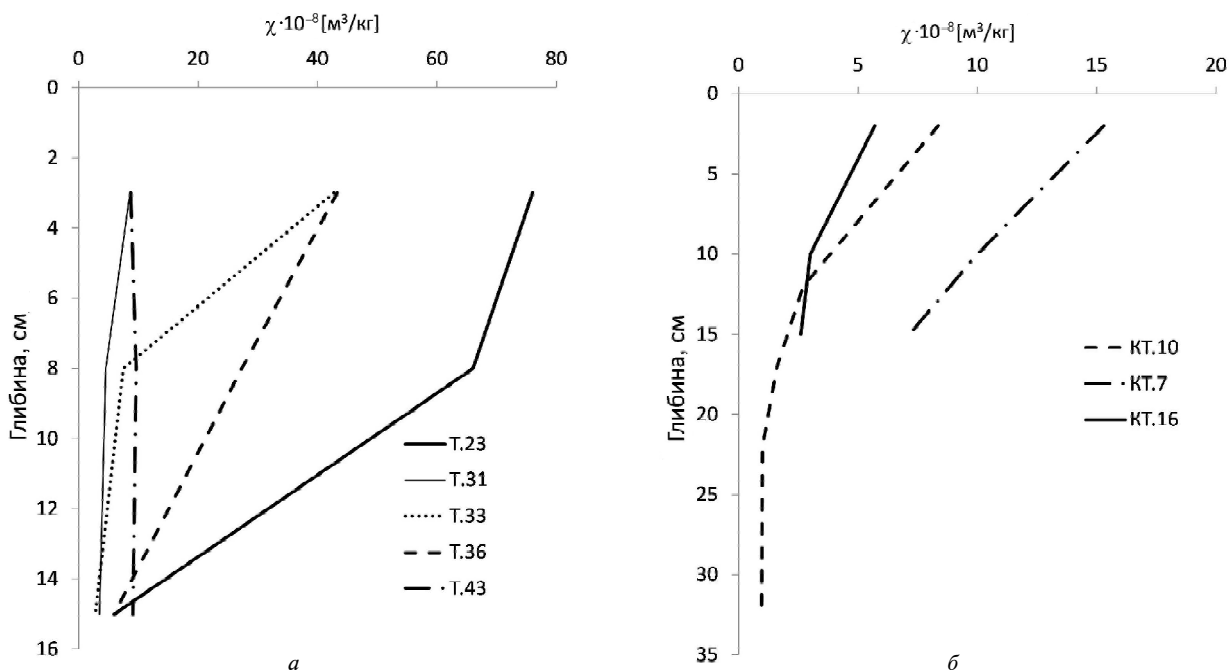 χ·10⁻⁸[м³/кг]
0 20 40 60 80
0
2
4
6
8
10
12
14
16
Глибина, см
Т.23
Т.31
Т.33
Т.36
Т.43
а
χ·10⁻⁸[м³/кг]
0 5 10 15 20
0
5
10
15
20
25
30
35
Глибина, см
КТ.10
КТ.7
КТ.16
б